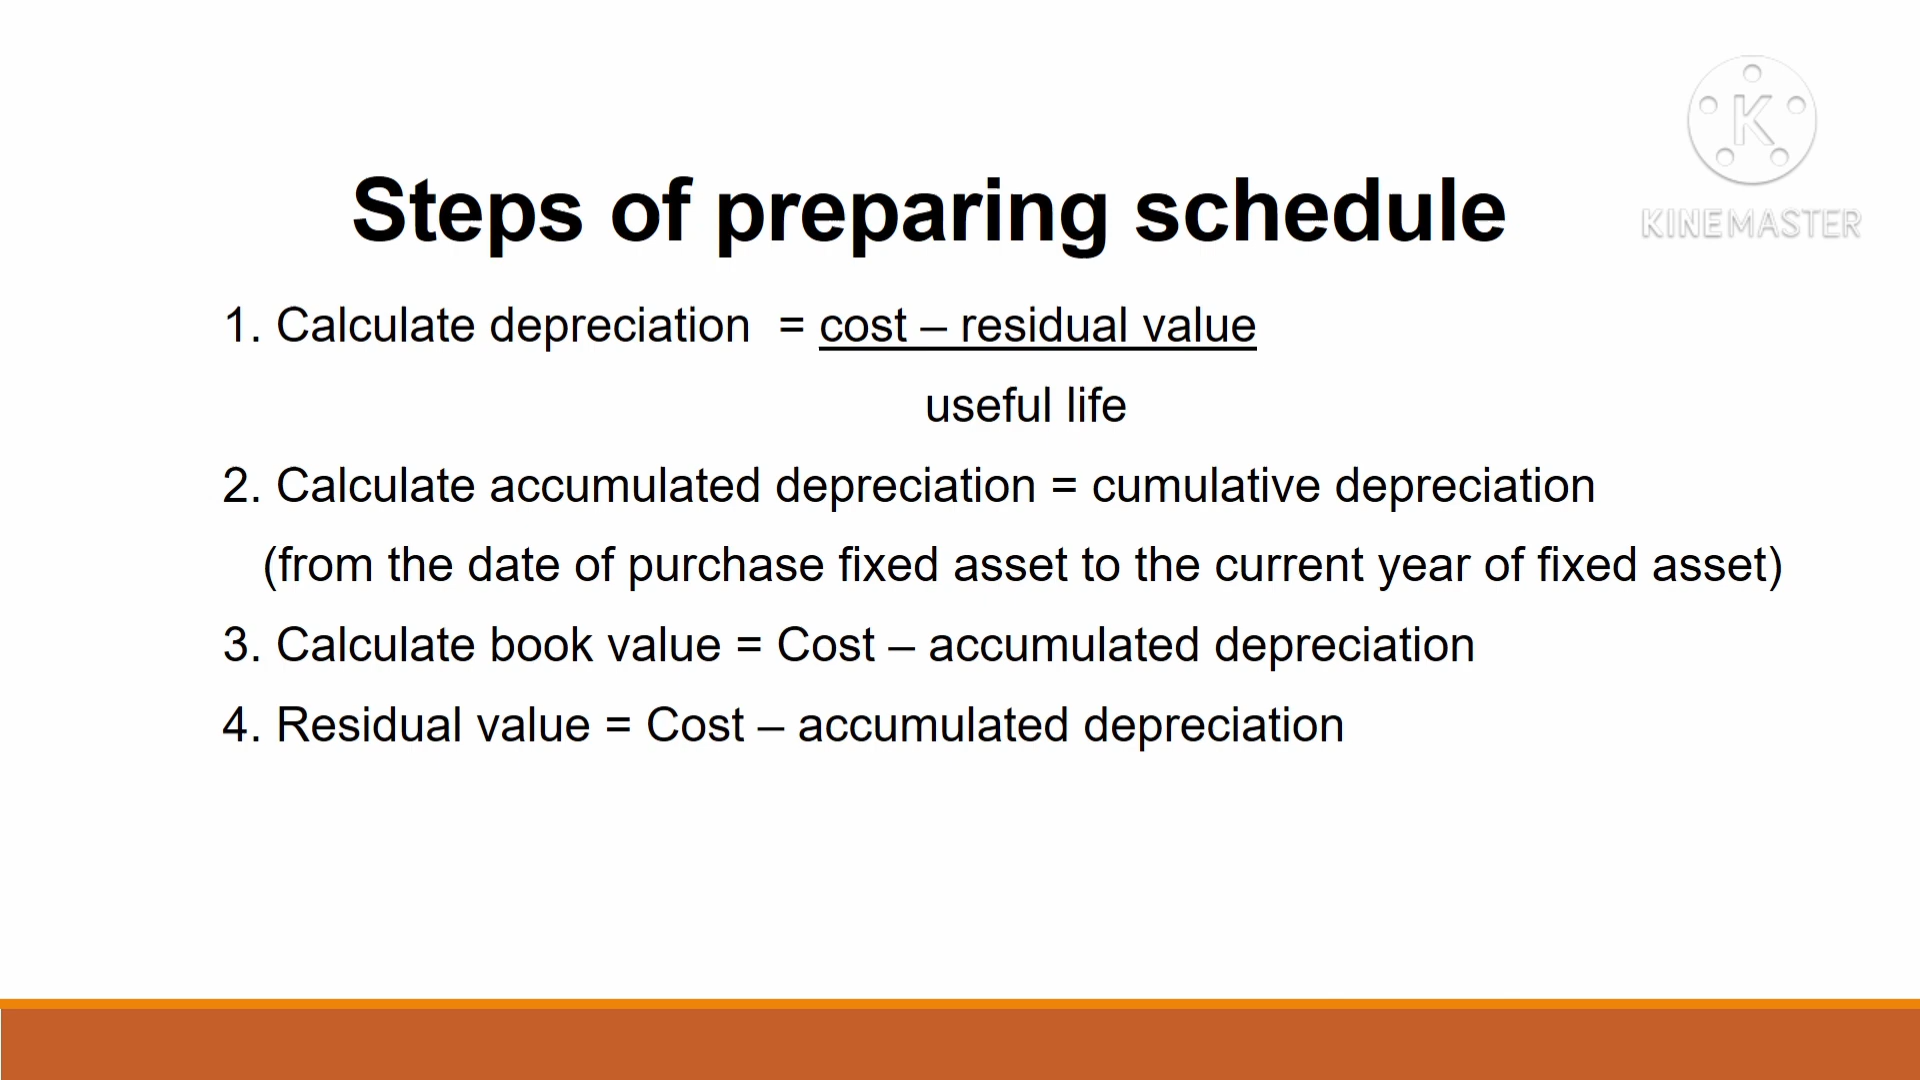 K
KINEMASTER
Steps of preparing schedule
1. Calculate depreciation = cost – residual value
useful life
2. Calculate accumulated depreciation = cumulative depreciation
(from the date of purchase fixed asset to the current year of fixed asset)
3. Calculate book value = Cost – accumulated depreciation
4. Residual value = Cost – accumulated depreciation